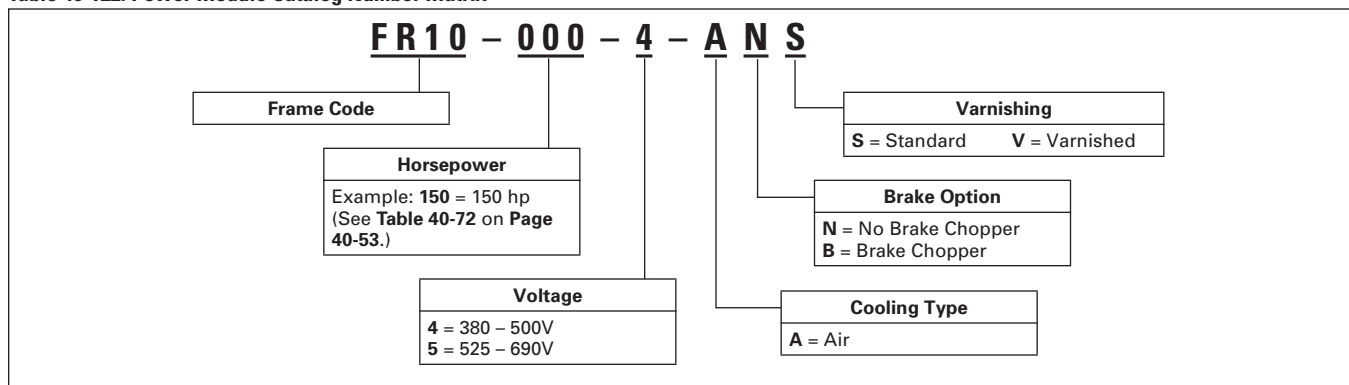 FR10 – 000 – 4 – A N S
Frame Code
Horsepower
Example: 150 = 150 hp
(See Table 40-72 on Page
40-53.)
Voltage
4 = 380 – 500V
5 = 525 – 690V
Varnishing
S = Standard V = Varnished
Brake Option
N = No Brake Chopper
B = Brake Chopper
Cooling Type
A = Air